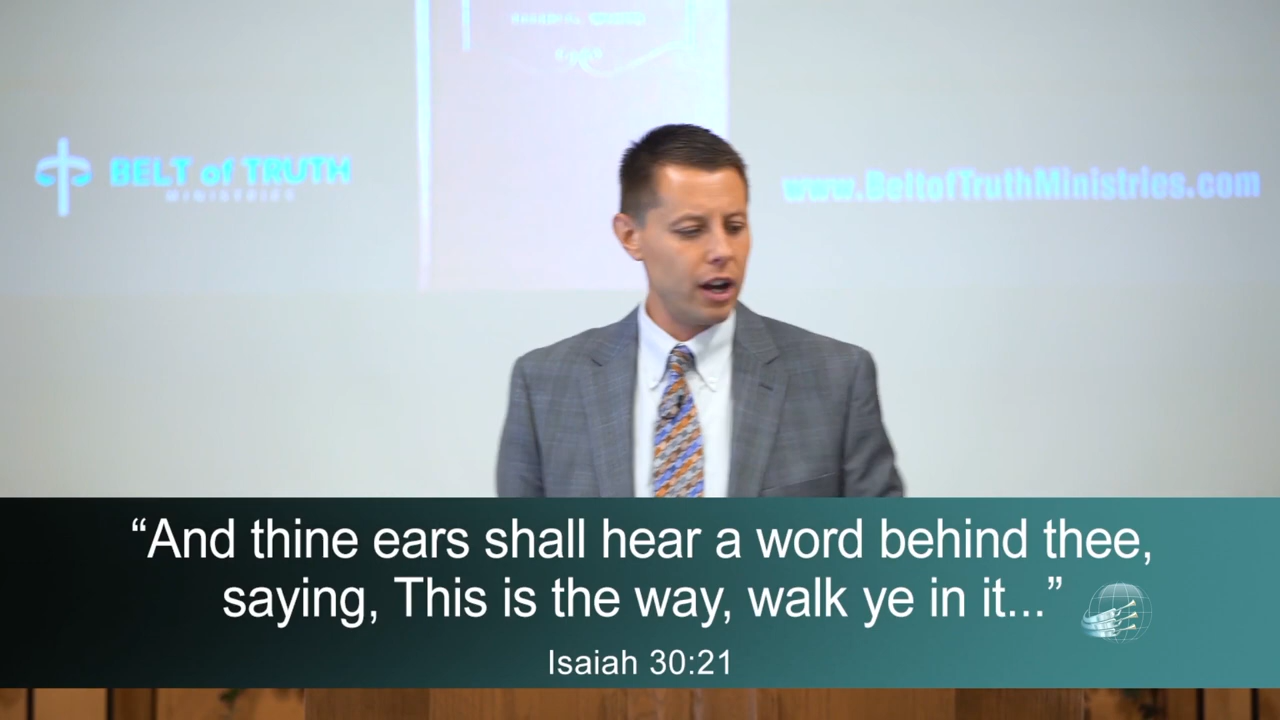 BELT of TRUTH
MINISTRIES
www.BeltofTruthMinistries.com
“And thine ears shall hear a word behind thee,
saying, This is the way, walk ye in it...”
Isaiah 30:21